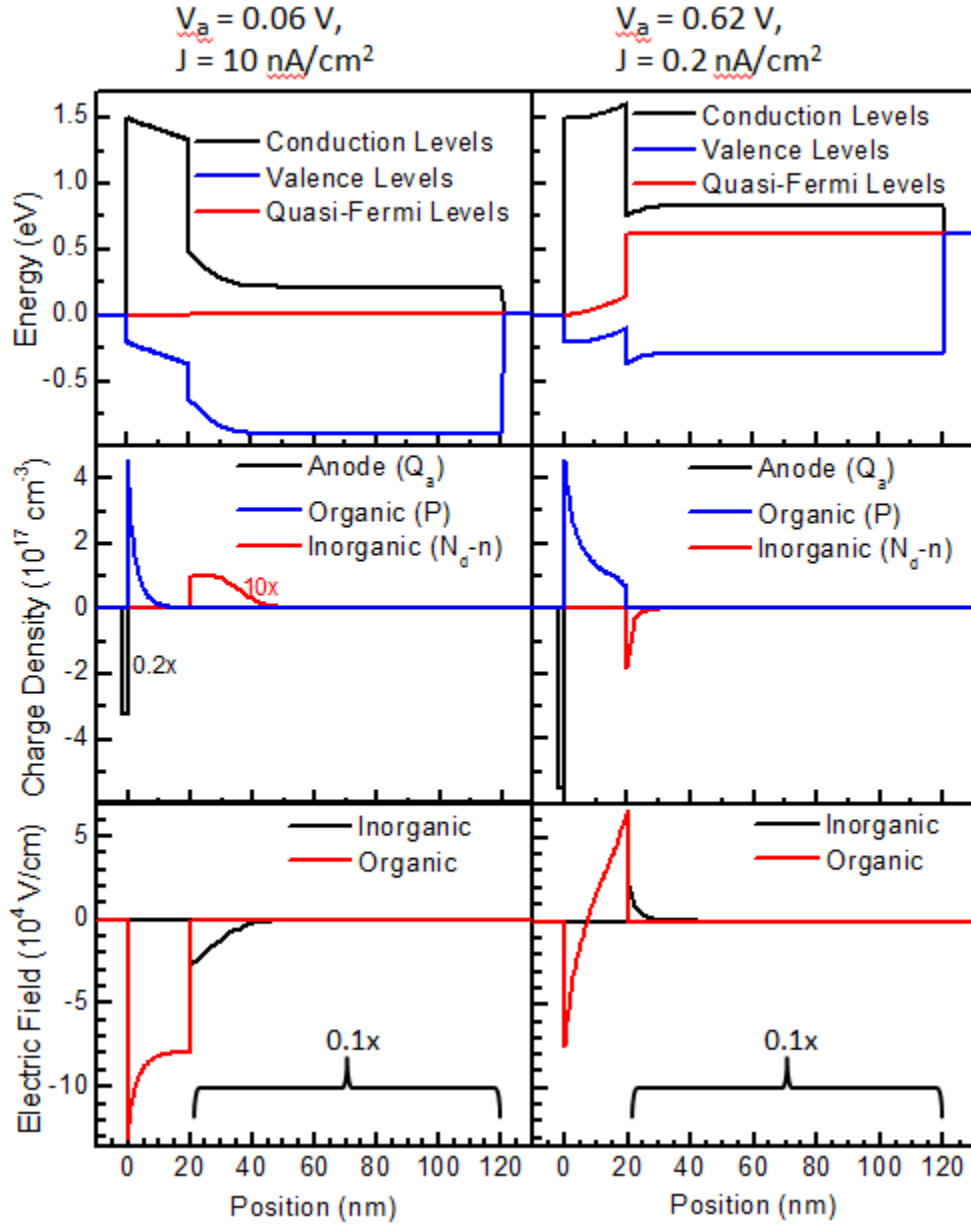 Vₐ = 0.06 V,
J = 10 nA/cm²
Vₐ = 0.62 V,
J = 0.2 nA/cm²
Energy (eV)
1.5
1.0
0.5
0.0
-0.5
Conduction Levels
Valence Levels
Quasi-Fermi Levels
Conduction Levels
Valence Levels
Quasi-Fermi Levels
Charge Density (10¹⁷ cm⁻³)
4
2
0
-2
-4
Anode (Qₐ)
Organic (P)
Inorganic (N_d-n)
10x
0.2x
Anode (Qₐ)
Organic (P)
Inorganic (N_d-n)
Electric Field (10⁴ V/cm)
5
0
-5
-10
Inorganic
Organic
0.1x
Inorganic
Organic
0.1x
0 20 40 60 80 100 120
Position (nm)
0 20 40 60 80 100 120
Position (nm)